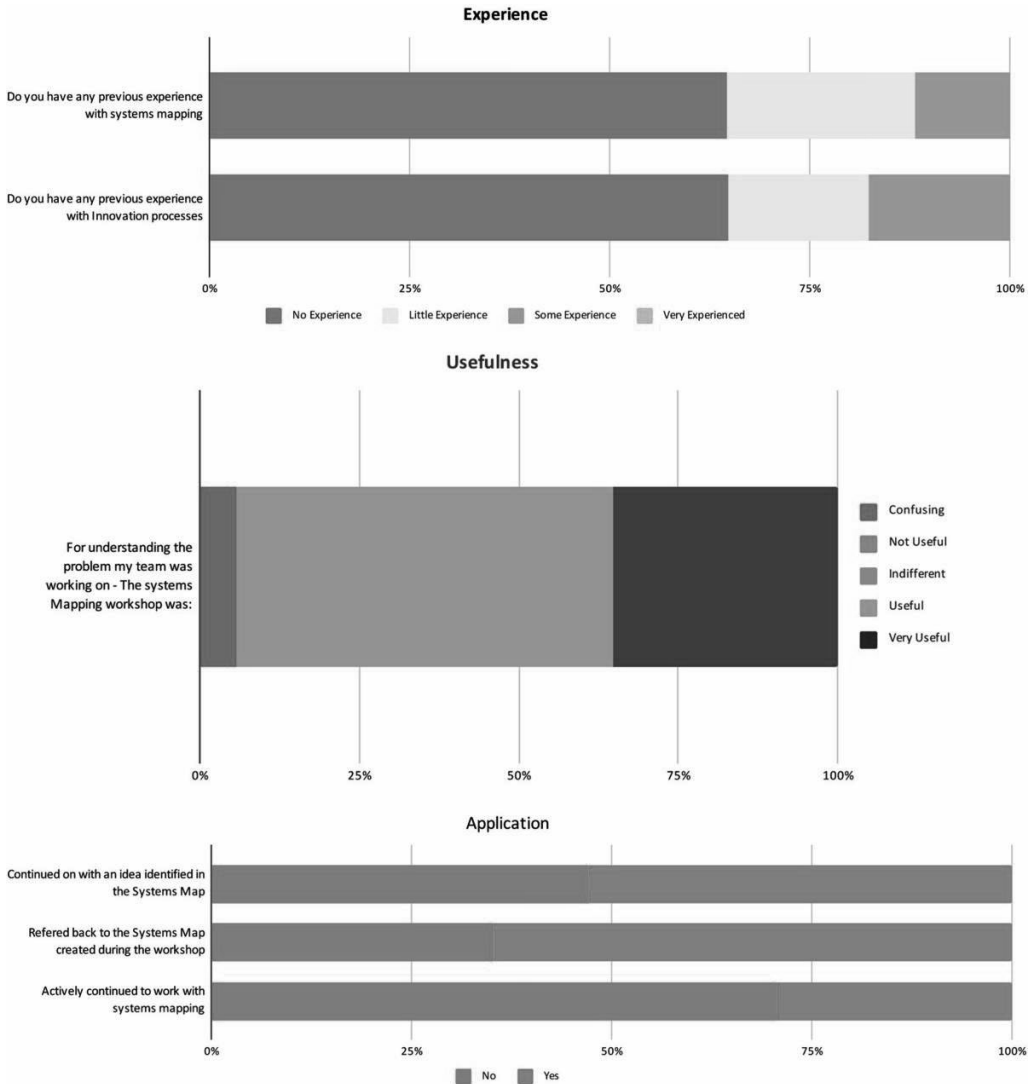 Experience
Do you have any previous experience
with systems mapping
Do you have any previous experience
with Innovation processes
0%
25%
50%
75%
100%
No Experience
Little Experience
Some Experience
Very Experienced
Usefulness
For understanding the
problem my team was
working on - The systems
Mapping workshop was:
Confusing
Not Useful
Indifferent
Useful
Very Useful
0%
25%
50%
75%
100%
Application
Continued on with an idea identified in
the Systems Map
Refered back to the Systems Map
created during the workshop
Actively continued to work with
systems mapping
0%
25%
50%
75%
100%
No
Yes